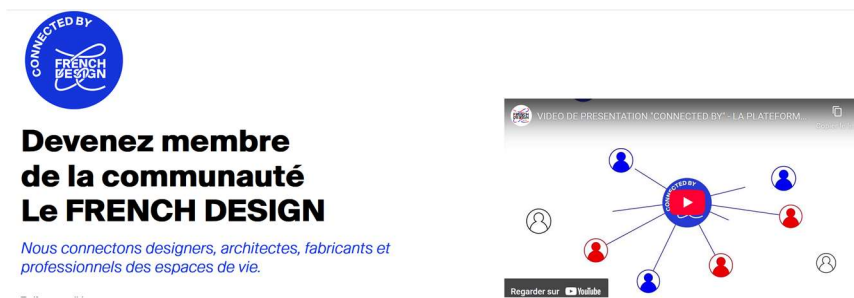 CONNECTED BY
FRENCH
DESIGN
Devenez membre
de la communauté
Le FRENCH DESIGN
Nous connectons designers, architectes, fabricants et
professionnels des espaces de vie.
VIDEO DE PRESENTATION "CONNECTED BY" - LA PLATEFORM...
CONNECTED BY
Regarder sur YouTube